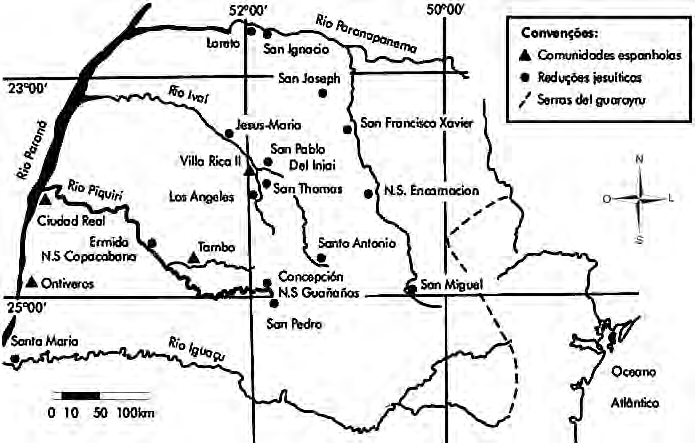 52°00'
50°00'
Rio Paranapanema
Loreto
San Ignacio
Convenções:
Comunidades espanholas
Reduções jesuíticas
Serras del guarayru
23°00'
San Joseph
Rio Ivaí
Rio Paraná
Jesus-Maria
San Francisco Xavier
San Pablo
Del Injai
Villa Rica II
San Thomas
Los Angeles
N.S. Encarnacion
N
O
L
S
Rio Piquiri
Ciudad Real
Ermida
N.S Copacabana
Tambo
Santo Antonio
Ontiveros
Concepción
N.S Guañaños
San Miguel
25°00'
San Pedro
Santa Maria
Rio Iguaçu
Oceano
Atlântico
0 10 50 100km